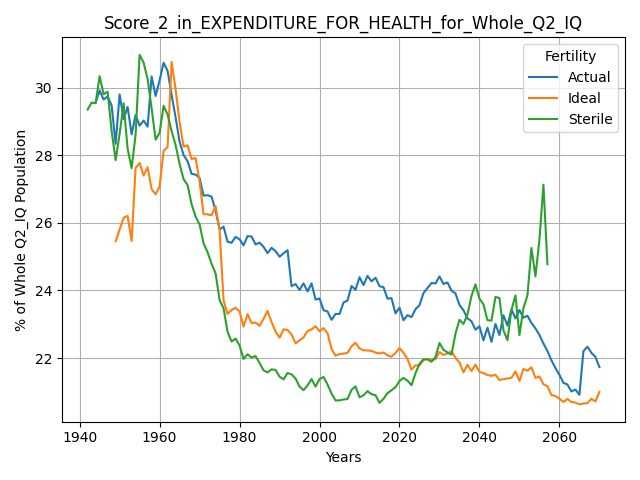 Score_2_in_EXPENDITURE_FOR_HEALTH_for_Whole_Q2_IQ
Fertility
Actual
Ideal
Sterile
% of Whole Q2_IQ Population
30
28
26
24
22
1940
1960
1980
2000
2020
2040
2060
Years